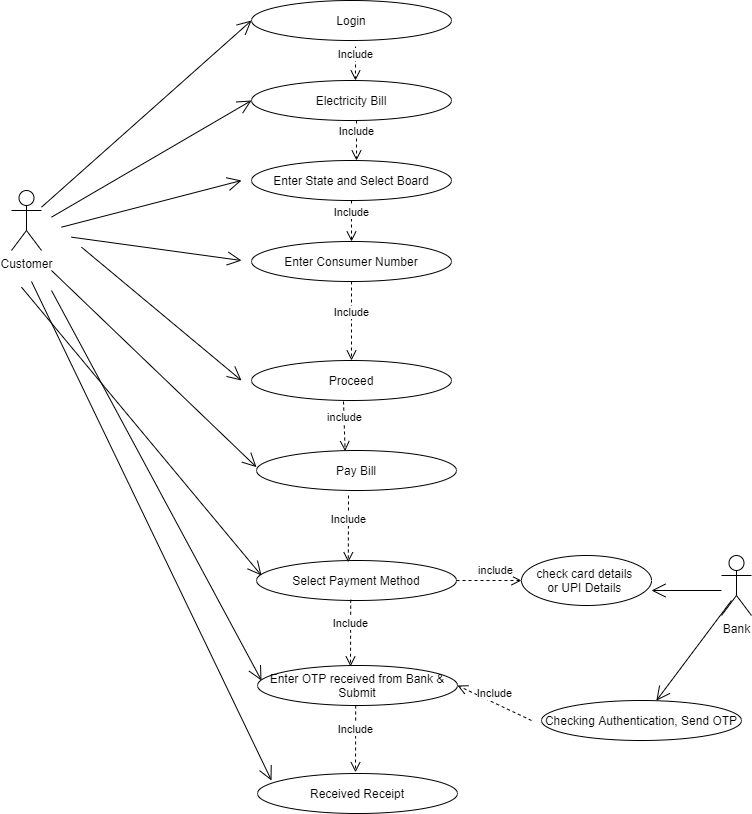 Login
Include
Electricity Bill
Include
Enter State and Select Board
Include
Customer
Enter Consumer Number
Include
Proceed
include
Pay Bill
Include
Select Payment Method
include
check card details
or UPI Details
Bank
Include
Enter OTP received from Bank &
Submit
Include
Checking Authentication, Send OTP
Include
Received Receipt